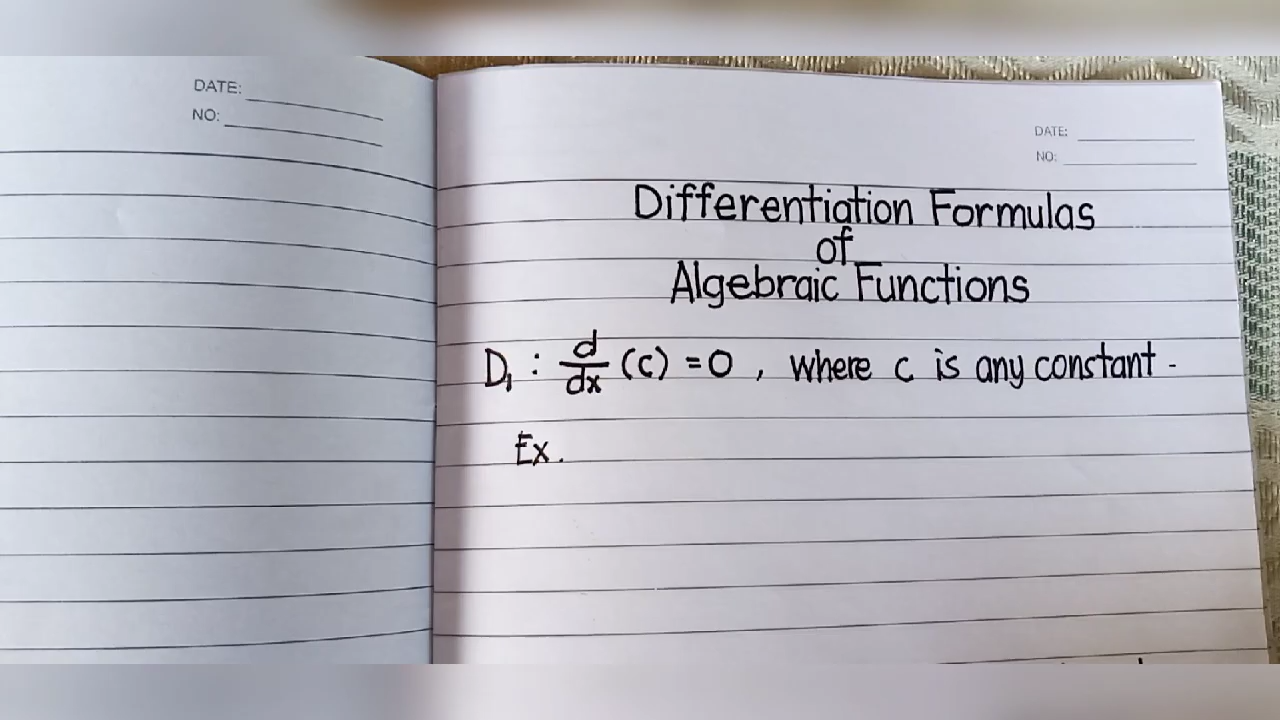 DATE:
NO:
DATE:
NO:
Differentiation Formulas
of
Algebraic Functions
D₁ : d/dx (c) = 0 , where c is any constant -
Ex.